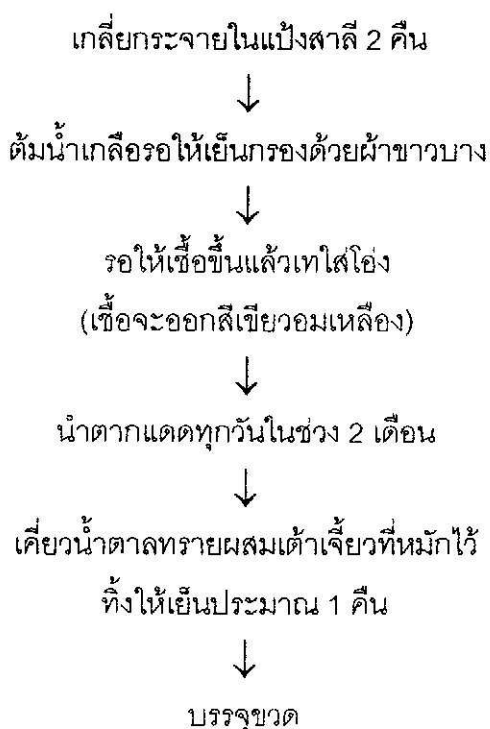 เกลี่ยกระจายในแป้งสาลี 2 คืน
↓
ต้มน้ำเกลือรอให้เย็นกรองด้วยผ้าขาวบาง
↓
รอให้เชื้อขึ้นแล้วเทใส่โอ่ง
(เชื้อจะออกสีเขียวอมเหลือง)
↓
นำตากแดดทุกวันในช่วง 2 เดือน
↓
เคี่ยวน้ำตาลทรายผสมเต้าเจี้ยวที่หมักไว้
ทิ้งให้เย็นประมาณ 1 คืน
↓
บรรจุขวด